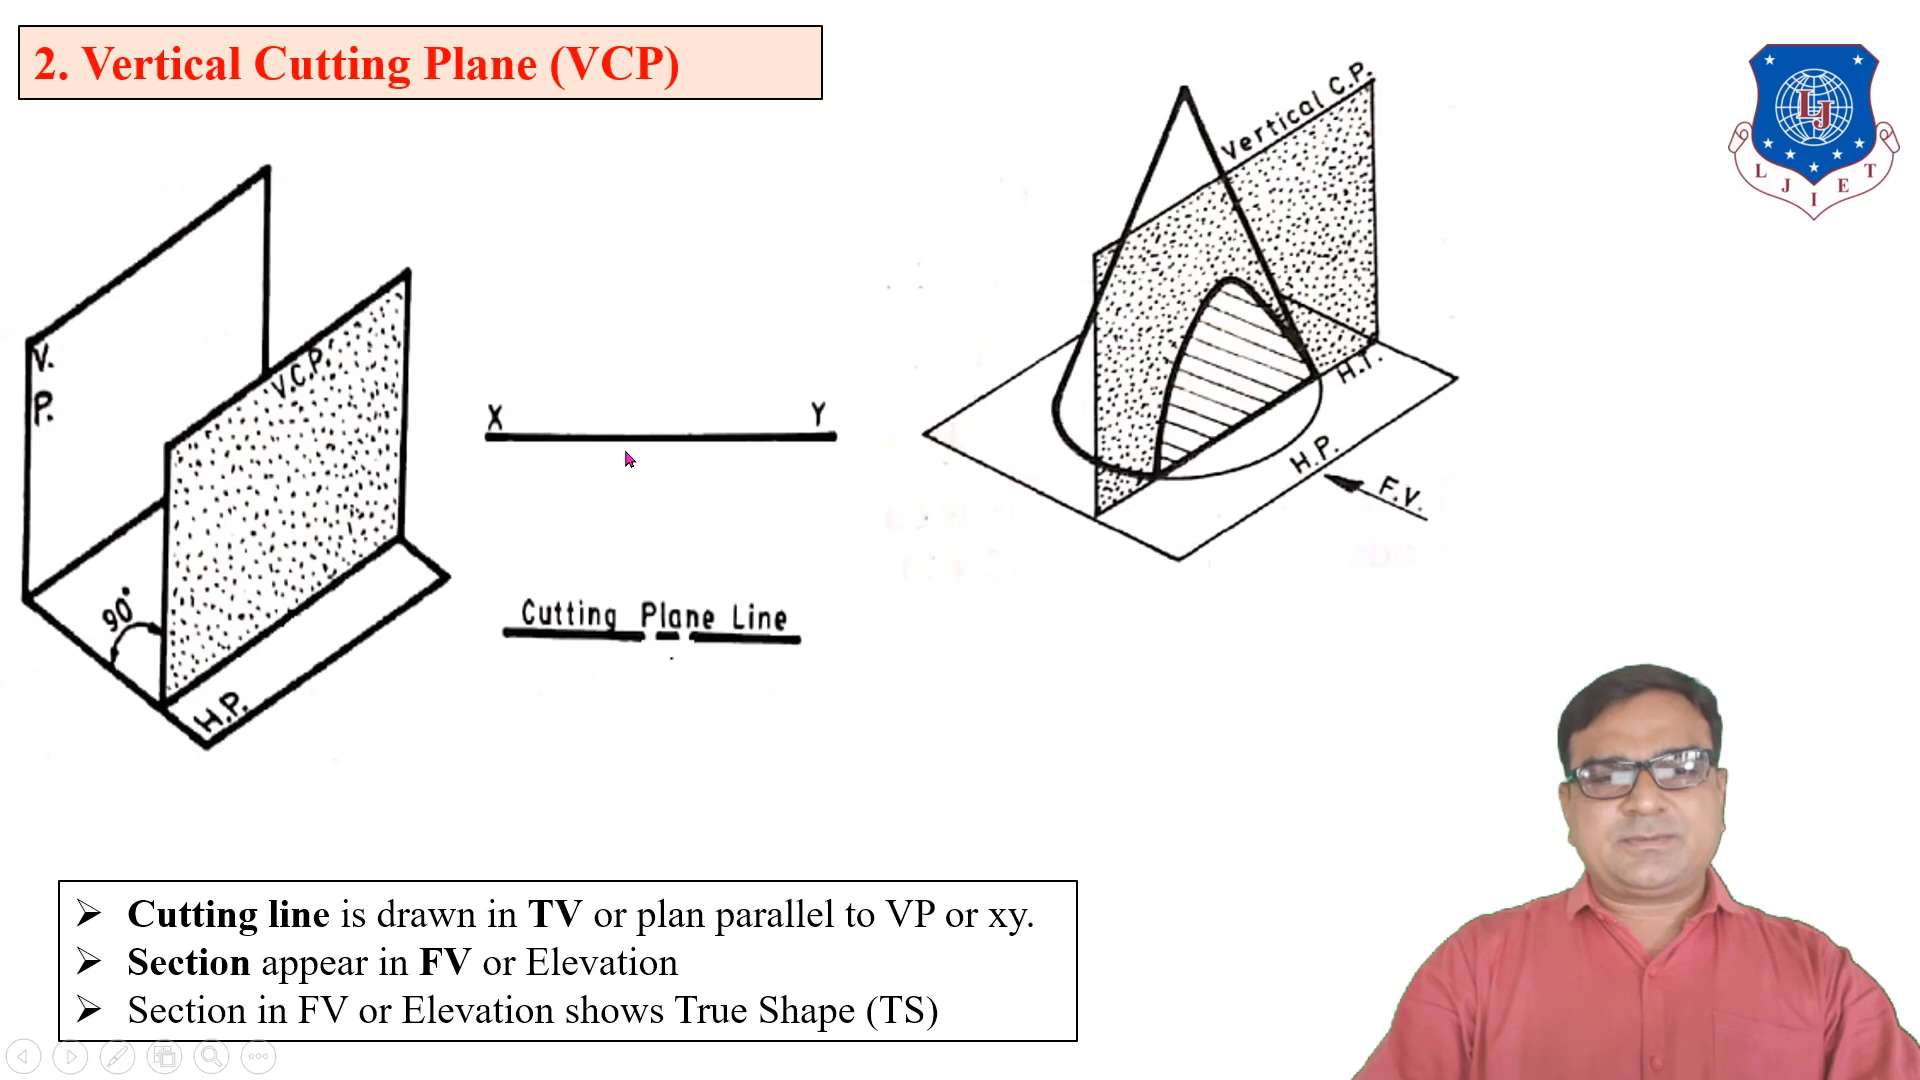 2. Vertical Cutting Plane (VCP)
V.
P.
V.C.P.
90°
H.P.
X Y
Cutting Plane Line
Vertical C.P.
H.T.
H.P.
F.V.
LJ
L J I E T
Cutting line is drawn in TV or plan parallel to VP or xy.
Section appear in FV or Elevation
Section in FV or Elevation shows True Shape (TS)